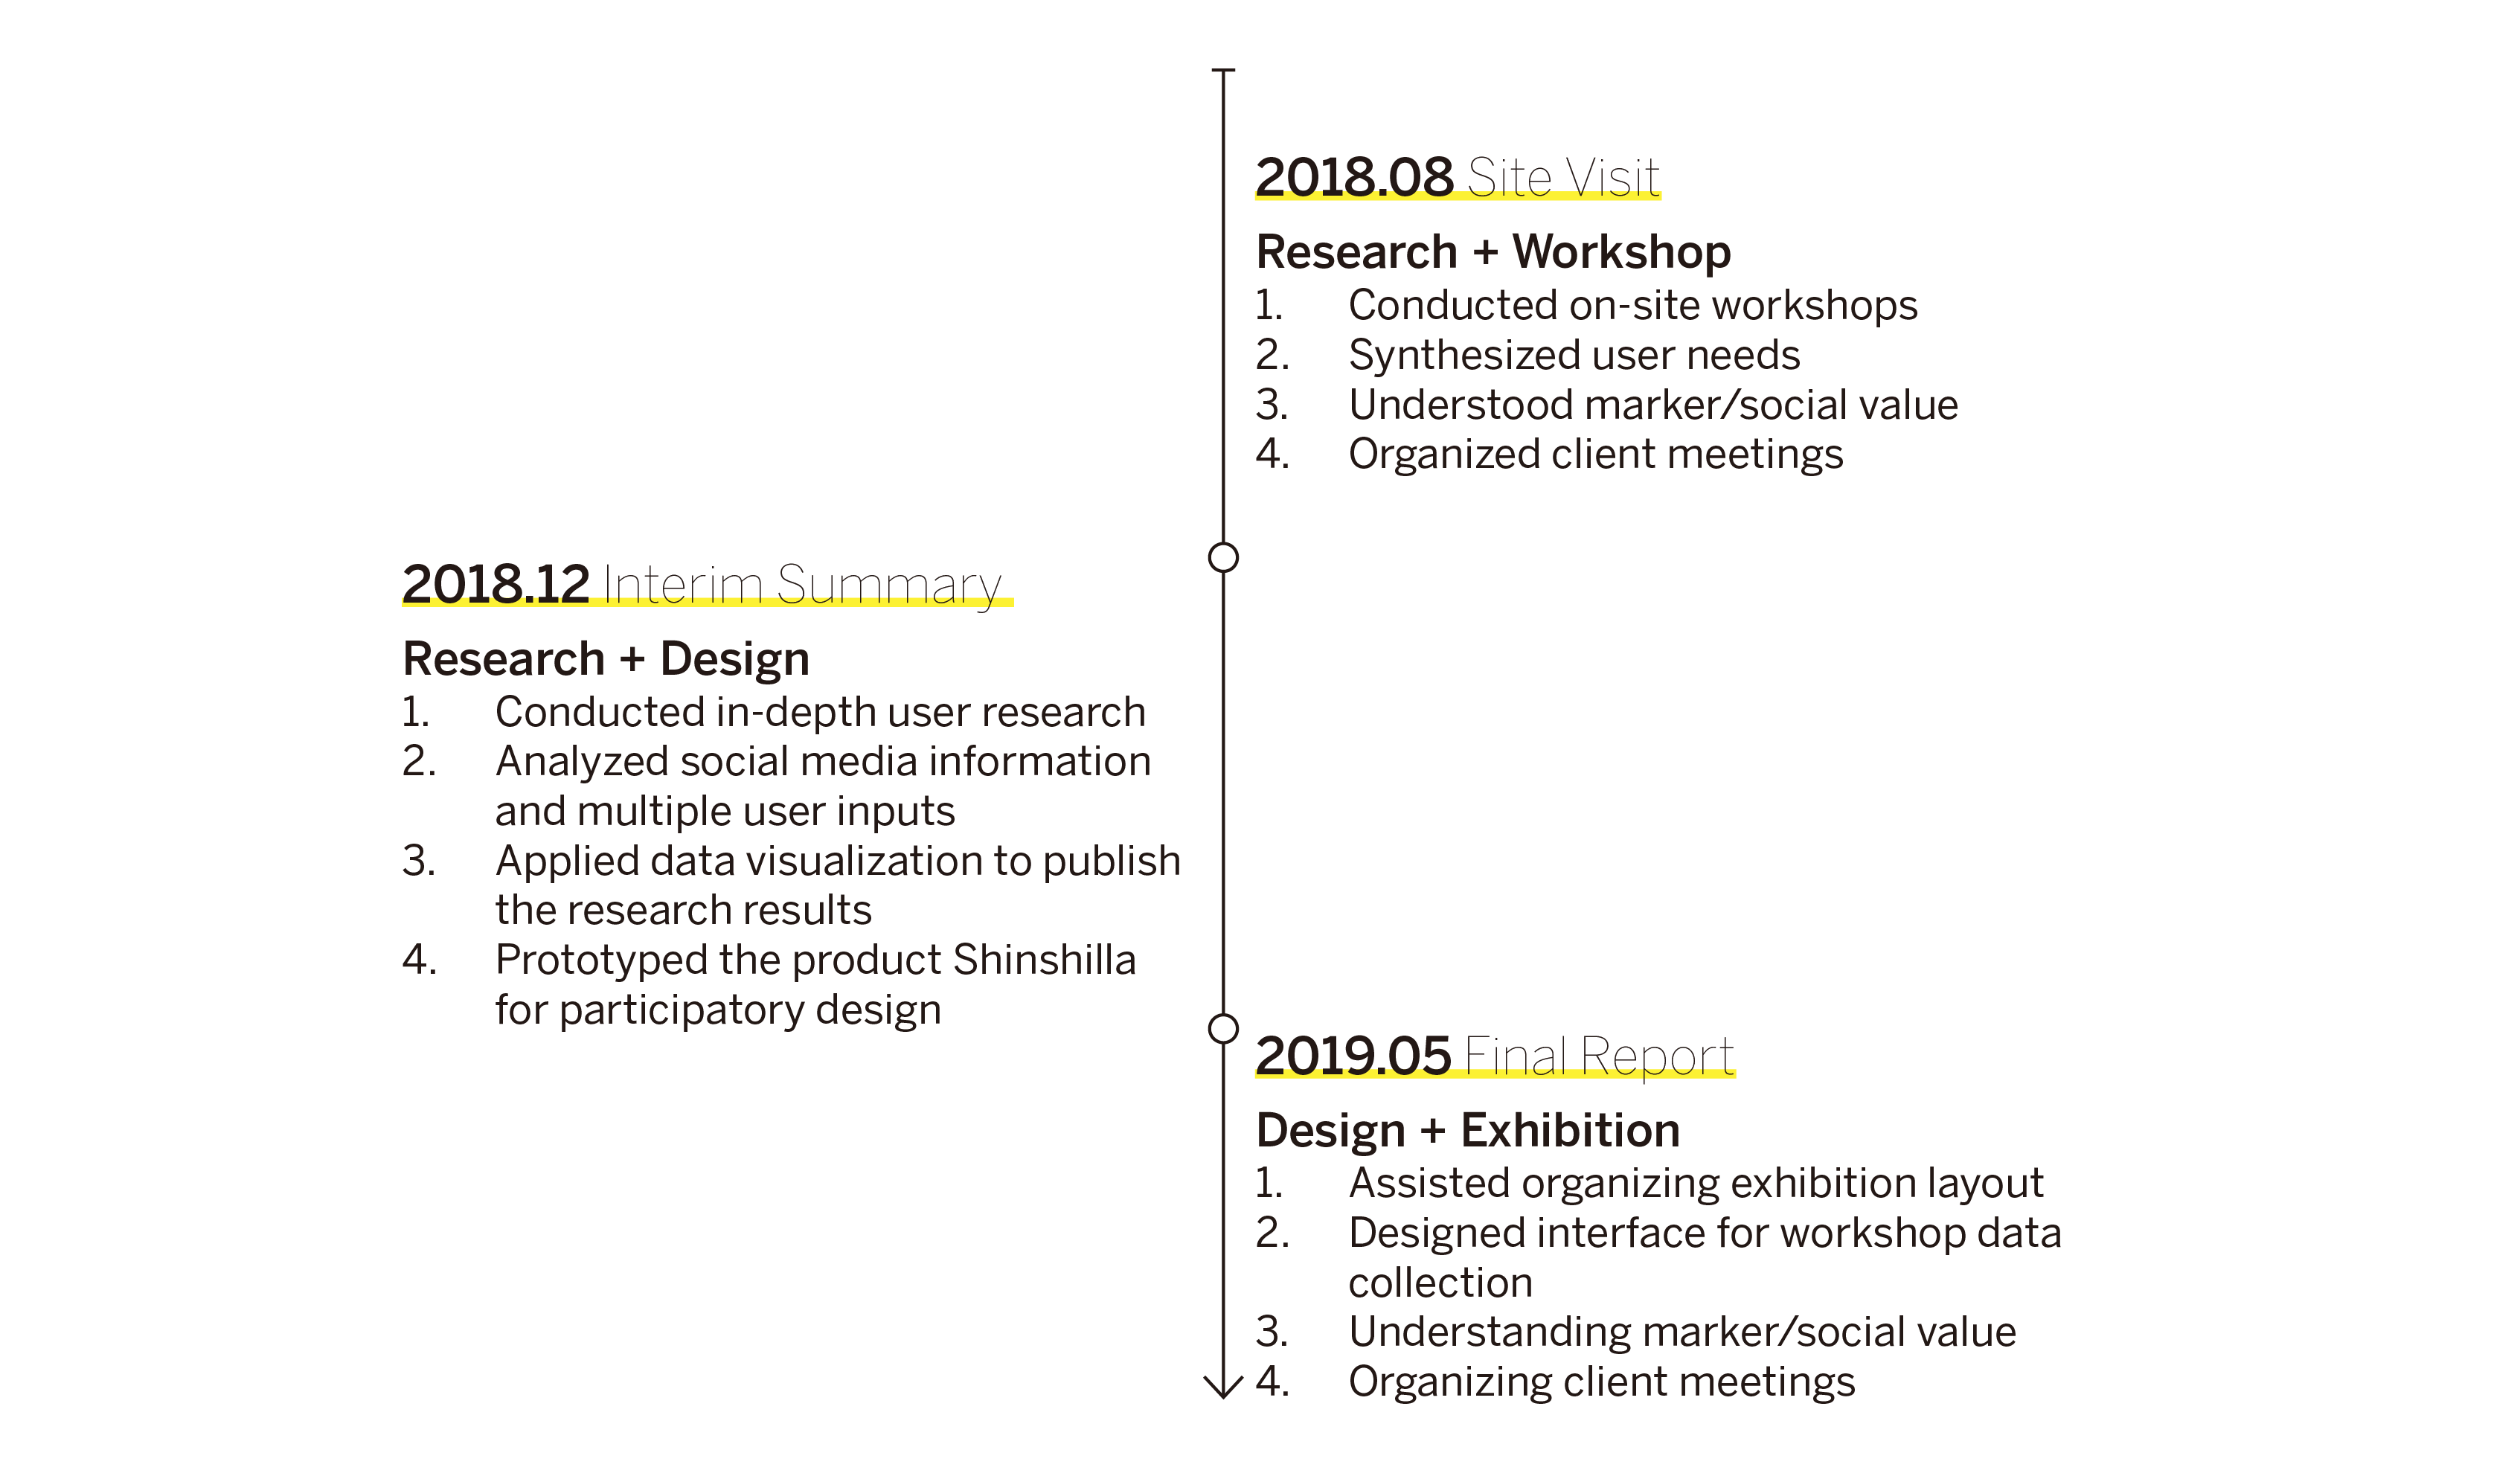 2018.08 Site Visit
Research + Workshop
1. Conducted on-site workshops
2. Synthesized user needs
3. Understood marker/social value
4. Organized client meetings
2018.12 Interim Summary
Research + Design
1. Conducted in-depth user research
2. Analyzed social media information
and multiple user inputs
3. Applied data visualization to publish
the research results
4. Prototyped the product Shinshilla
for participatory design
2019.05 Final Report
Design + Exhibition
1. Assisted organizing exhibition layout
2. Designed interface for workshop data
collection
3. Understanding marker/social value
4. Organizing client meetings